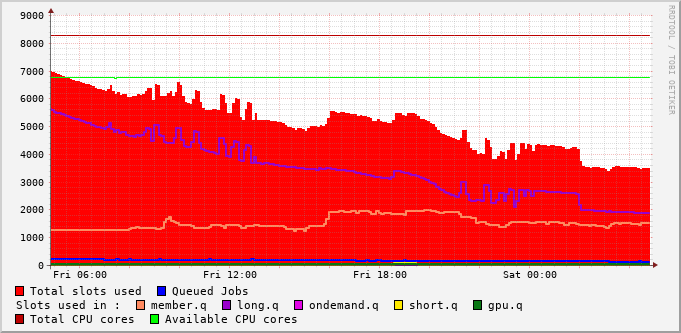 9000
8000
7000
6000
5000
4000
3000
2000
1000
0
Fri 06:00 Fri 12:00 Fri 18:00 Sat 00:00
Total slots used Queued Jobs
Slots used in : member.q long.q ondemand.q short.q gpu.q
Total CPU cores Available CPU cores
RRDTOOL / TOBI OETIKER